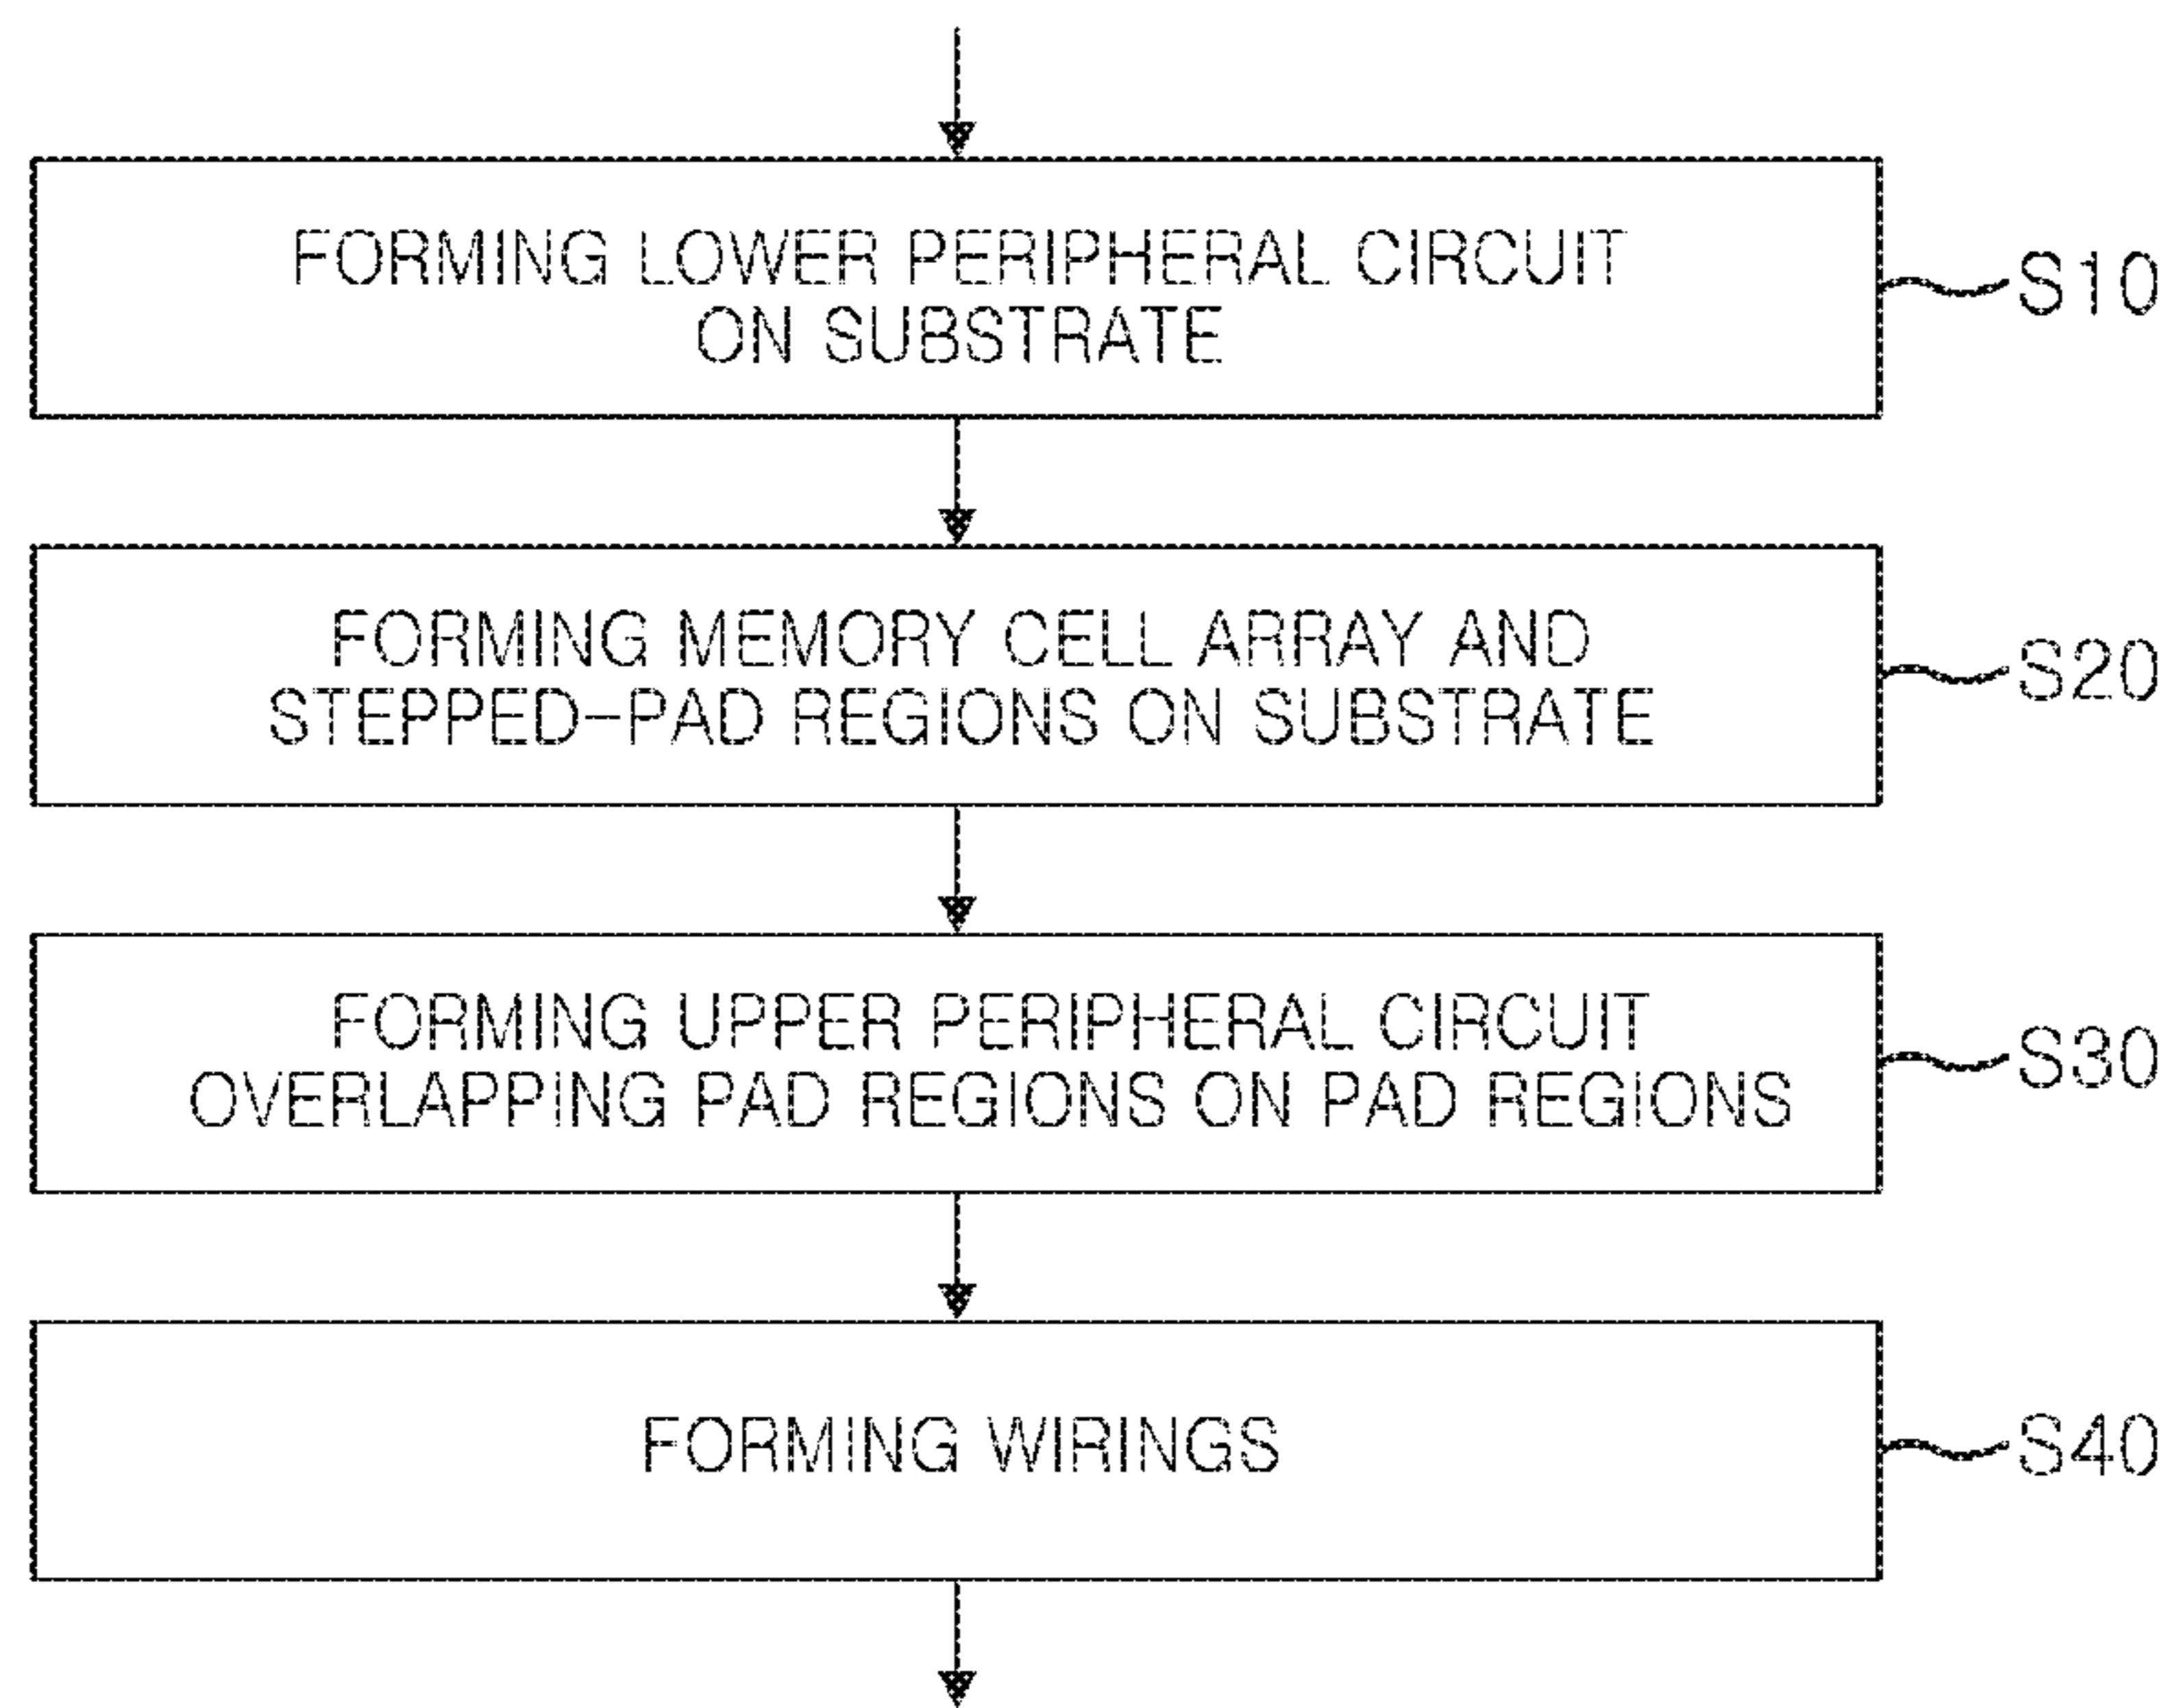 FORMING LOWER PERIPHERAL CIRCUIT
ON SUBSTRATE
S10
FORMING MEMORY CELL ARRAY AND
STEPPED-PAD REGIONS ON SUBSTRATE
S20
FORMING UPPER PERIPHERAL CIRCUIT
OVERLAPPING PAD REGIONS ON PAD REGIONS
S30
FORMING WIRINGS
S40